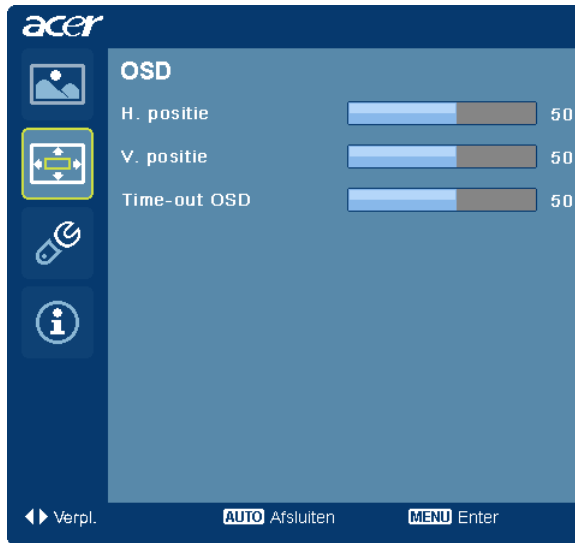 acer
OSD
H. positie 50
V. positie 50
Time-out OSD 50
Verpl. AUTO Afsluiten MENU Enter